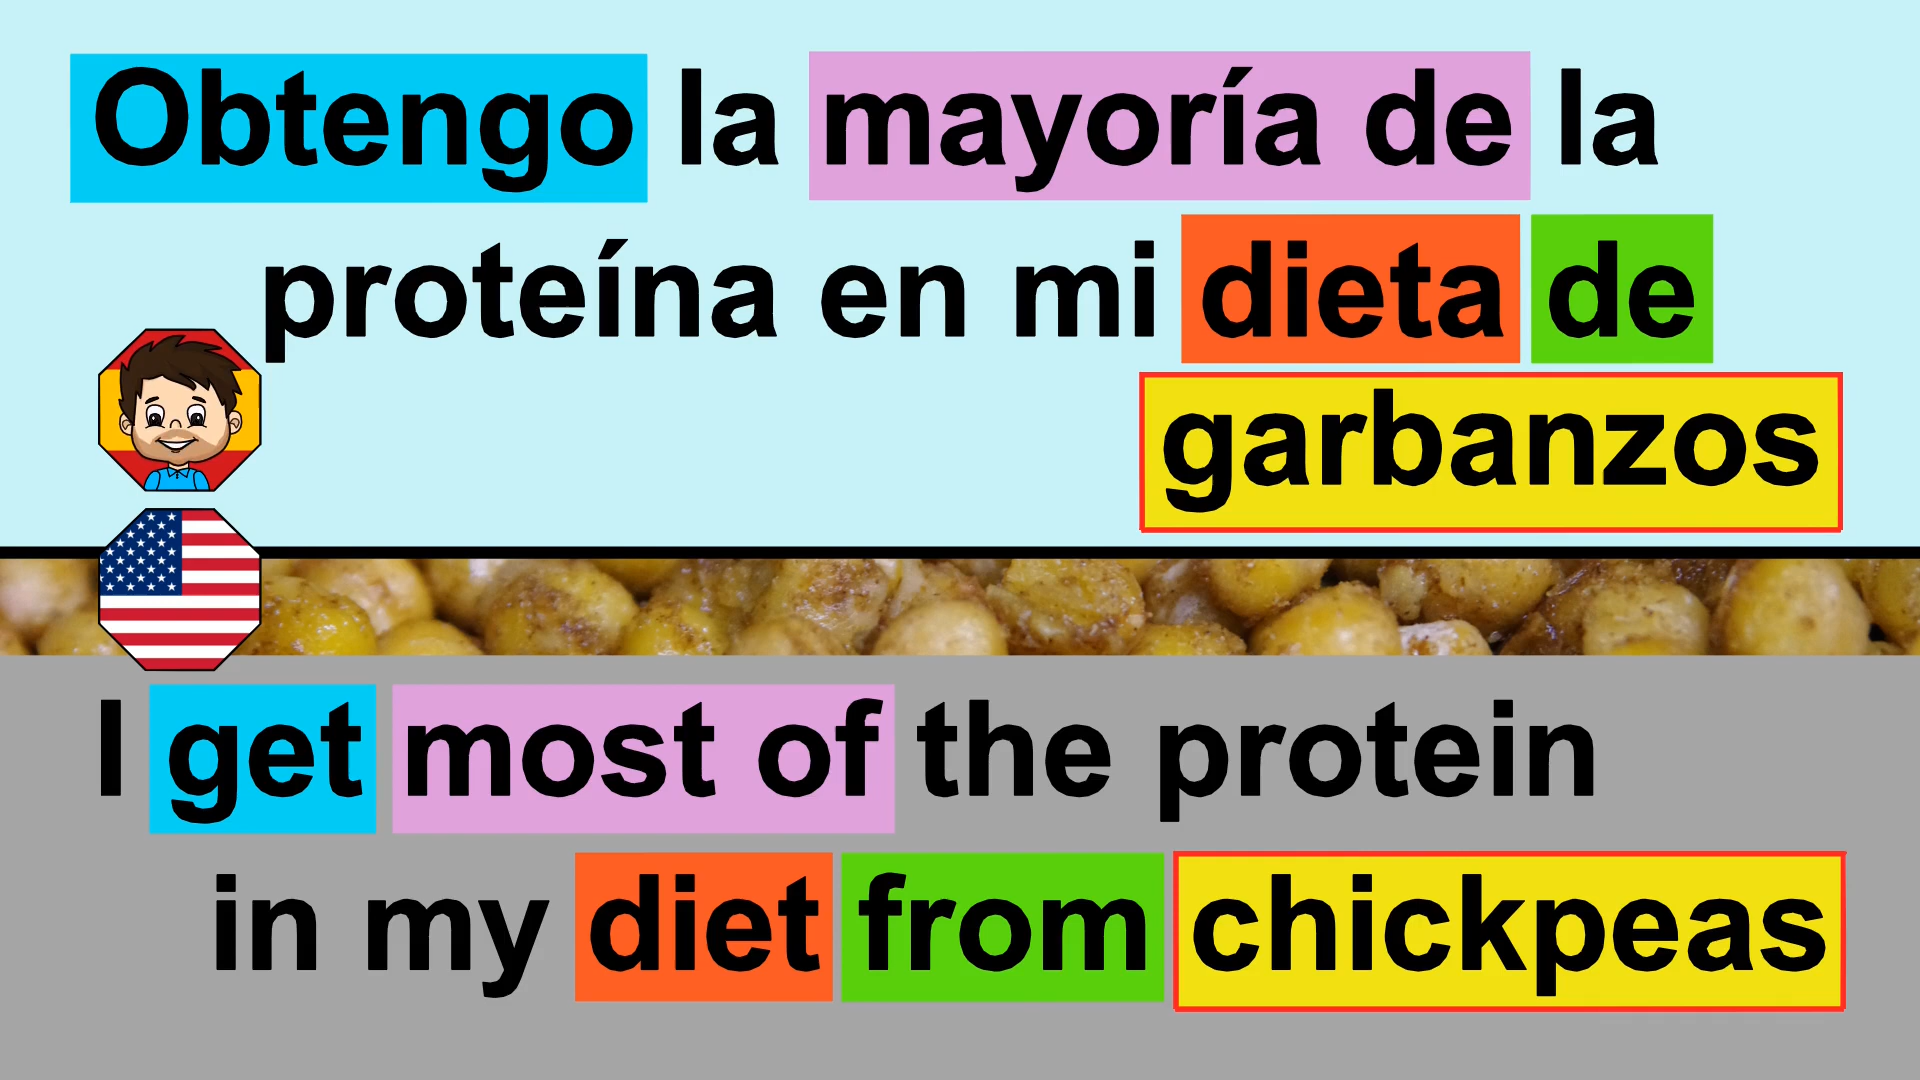 Obtengo la mayoría de la
proteína en mi dieta de
garbanzos
I get most of the protein
in my diet from chickpeas